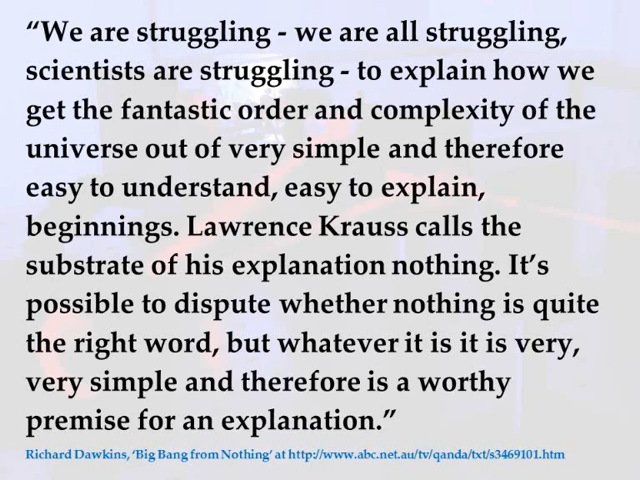 “We are struggling - we are all struggling,
scientists are struggling - to explain how we
get the fantastic order and complexity of the
universe out of very simple and therefore
easy to understand, easy to explain,
beginnings. Lawrence Krauss calls the
substrate of his explanation nothing. It’s
possible to dispute whether nothing is quite
the right word, but whatever it is it is very,
very simple and therefore is a worthy
premise for an explanation.”
Richard Dawkins, ‘Big Bang from Nothing’ at http://www.abc.net.au/tv/qanda/txt/s3469101.htm